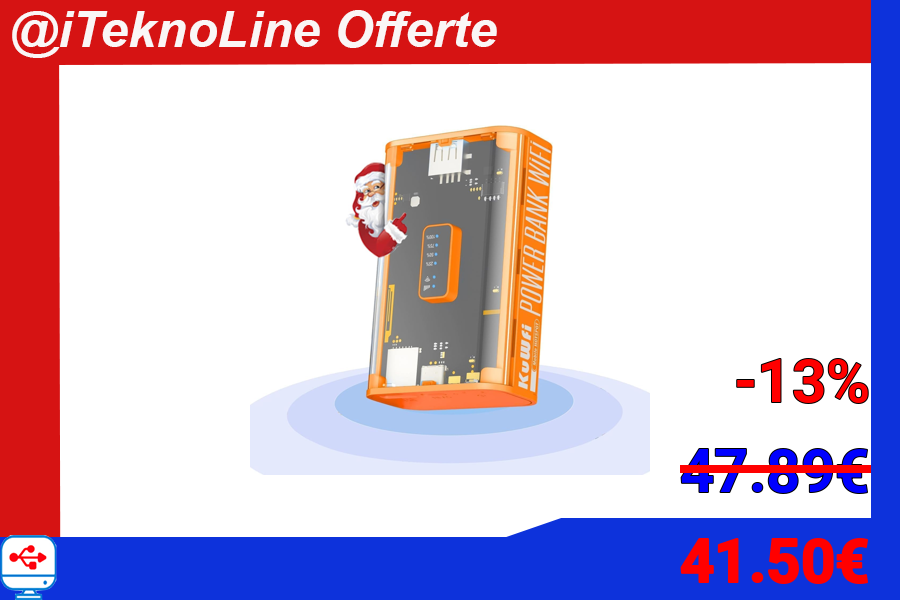 @iTeknoLine Offerte
POWER BANK WIFI
KuWFi
-13%
47.89€
41.50€